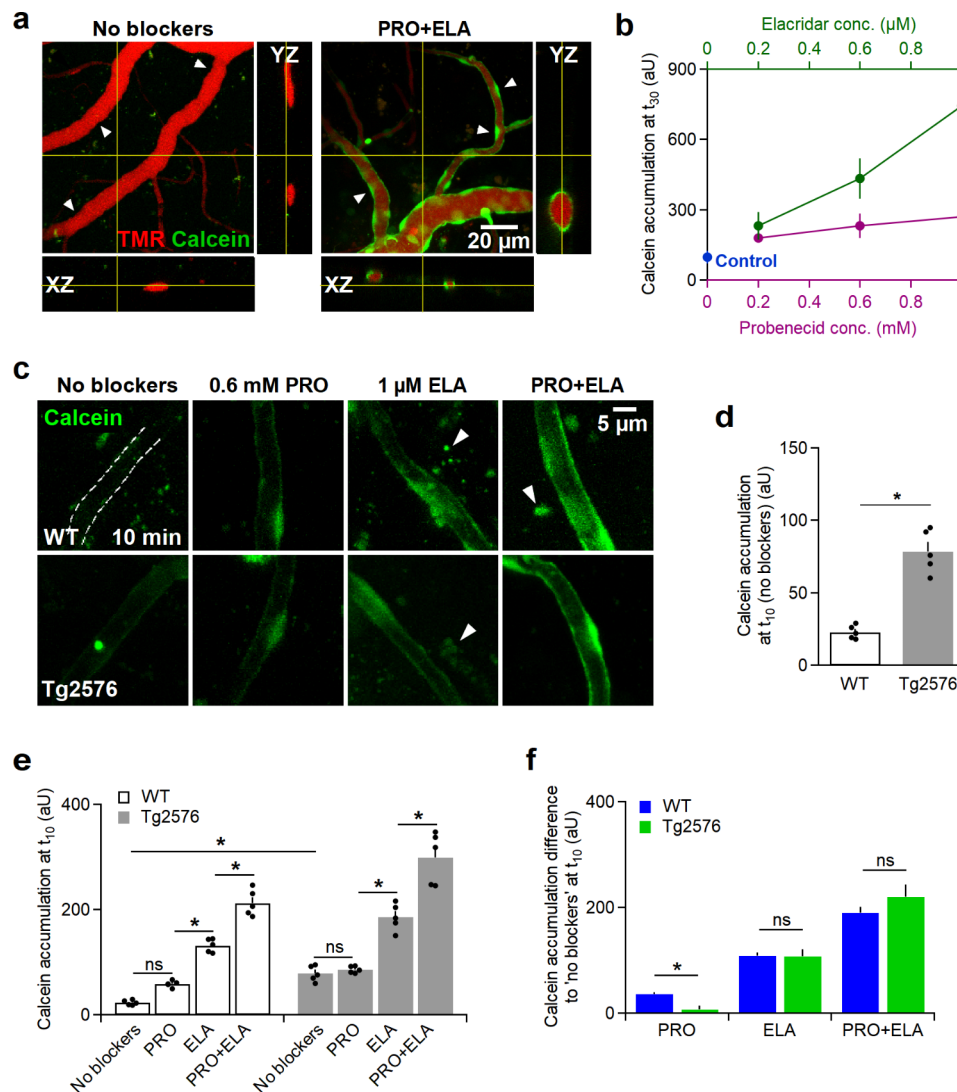 a
No blockers
PRO+ELA
YZ
YZ
TMR Calcein
20 µm
XZ
XZ
b
Elacridar conc. (µM)
0 0.2 0.4 0.6 0.8
Calcein accumulation at t30 (aU)
900
600
300
0
Control
0 0.2 0.4 0.6 0.8
Probenecid conc. (mM)
c
No blockers
0.6 mM PRO
1 µM ELA
PRO+ELA
Calcein
5 µm
WT
10 min
Tg2576
d
Calcein accumulation
at t10 (no blockers) (aU)
150
100
50
0
*
WT
Tg2576
e
WT
Tg2576
Calcein accumulation at t10 (aU)
400
200
0
*
ns
*
*
ns
*
*
No blockers
PRO
ELA
PRO+ELA
No blockers
PRO
ELA
PRO+ELA
f
WT
Tg2576
Calcein accumulation difference
to 'no blockers' at t10 (aU)
400
200
0
*
ns
ns
PRO
ELA
PRO+ELA